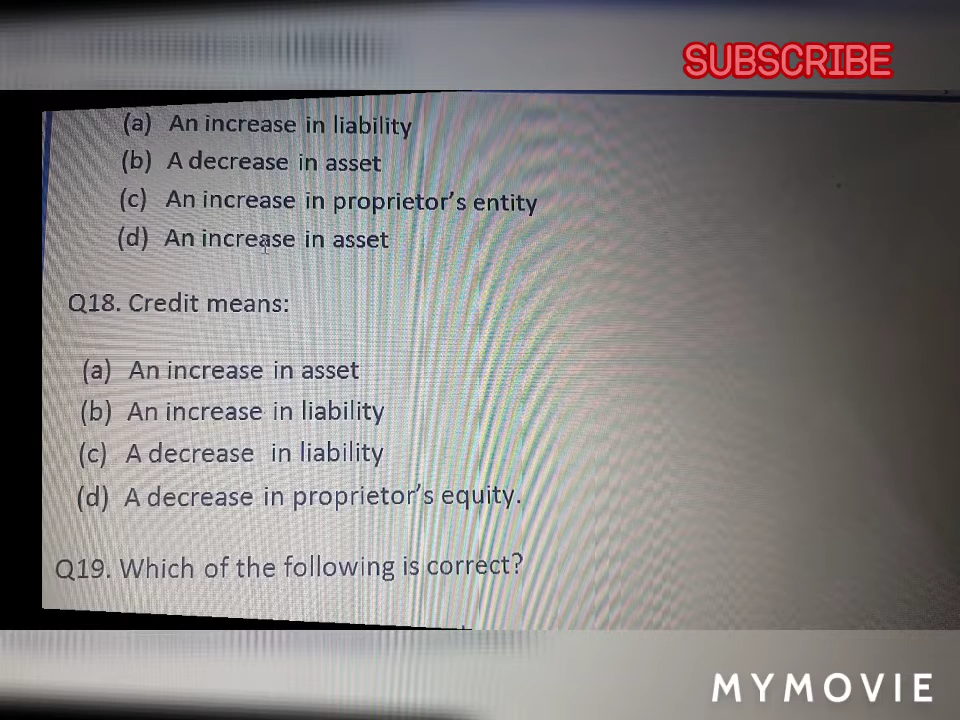 SUBSCRIBE
(a) An increase in liability
(b) A decrease in asset
(c) An increase in proprietor's entity
(d) An increase in asset
Q18. Credit means:
(a) An increase in asset
(b) An increase in liability
(c) A decrease in liability
(d) A decrease in proprietor's equity.
Q19. Which of the following is correct?
MYMOVIE